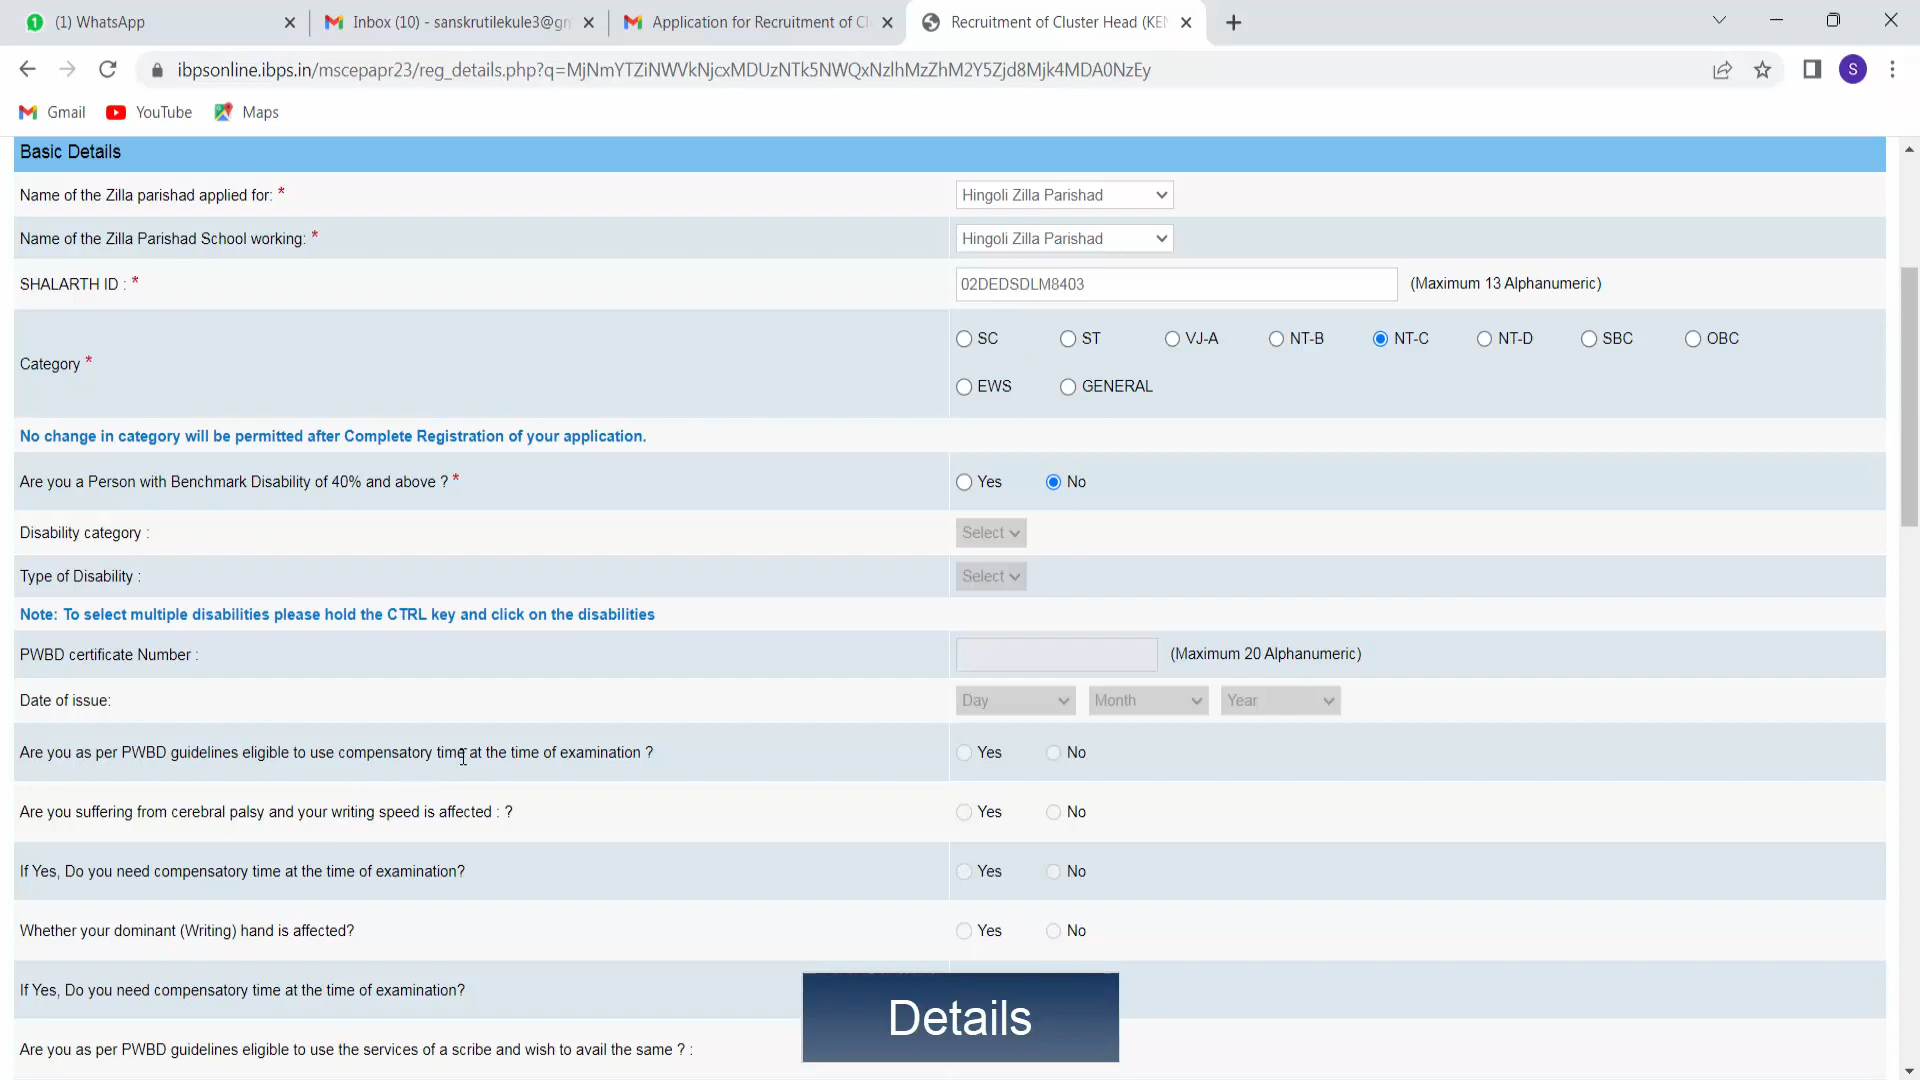 (1) WhatsApp
Inbox (10) - sanskrutilekule3@gm
Application for Recruitment of Cl
Recruitment of Cluster Head (KEN
ibpsonline.ibps.in/mscepapr23/reg_details.php?q=MjNmYTZiNWVkNjcxMDUzNTk5NWQxNzlhMzZhM2Y5Zjd8Mjk4MDA0NzEy
S
Gmail YouTube Maps
Basic Details
Name of the Zilla parishad applied for: * Hingoli Zilla Parishad
Name of the Zilla Parishad School working: * Hingoli Zilla Parishad
SHALARTH ID : * 02DEDSDLM8403 (Maximum 13 Alphanumeric)
SC ST VJ-A NT-B NT-C NT-D SBC OBC
Category *
EWS GENERAL
No change in category will be permitted after Complete Registration of your application.
Are you a Person with Benchmark Disability of 40% and above ? * Yes No
Disability category : Select
Type of Disability : Select
Note: To select multiple disabilities please hold the CTRL key and click on the disabilities
PWBD certificate Number : (Maximum 20 Alphanumeric)
Date of issue: Day Month Year
Are you as per PWBD guidelines eligible to use compensatory time at the time of examination ? Yes No
Are you suffering from cerebral palsy and your writing speed is affected : ? Yes No
If Yes, Do you need compensatory time at the time of examination? Yes No
Whether your dominant (Writing) hand is affected? Yes No
If Yes, Do you need compensatory time at the time of examination?
Details
Are you as per PWBD guidelines eligible to use the services of a scribe and wish to avail the same ? :